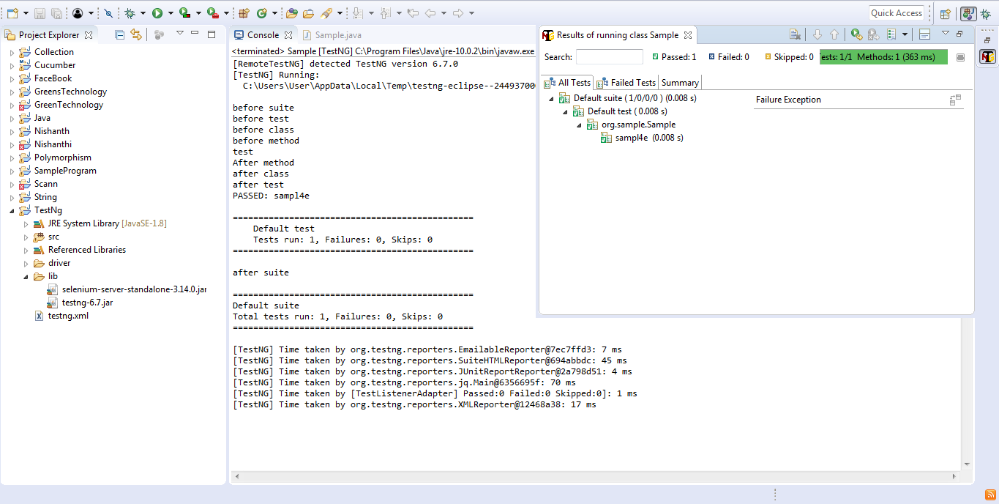 Quick Access
Project Explorer
Collection
Cucumber
FaceBook
GreensTechnology
GreenTechnology
Java
Nishanth
Nishanthi
Polymorphism
SampleProgram
Scann
String
TestNg
JRE System Library [JavaSE-1.8]
src
Referenced Libraries
driver
lib
selenium-server-standalone-3.14.0.jar
testng-6.7.jar
testng.xml
Console
Sample.java
<terminated> Sample [TestNG] C:\Program Files\Java\jre-10.0.2\bin\javaw.exe
[RemoteTestNG] detected TestNG version 6.7.0
[TestNG] Running:
C:\Users\User\AppData\Local\Temp\testng-eclipse--24493700
before suite
before test
before class
before method
test
After method
after class
after test
PASSED: sampl4e
===============================================
Default test
Tests run: 1, Failures: 0, Skips: 0
===============================================
after suite
===============================================
Default suite
Total tests run: 1, Failures: 0, Skips: 0
===============================================
[TestNG] Time taken by org.testng.reporters.EmailableReporter@7ec7ffd3: 7 ms
[TestNG] Time taken by org.testng.reporters.SuiteHTMLReporter@694abbdc: 45 ms
[TestNG] Time taken by org.testng.reporters.JUnitReportReporter@2a798d51: 4 ms
[TestNG] Time taken by org.testng.reporters.jq.Main@6356695f: 70 ms
[TestNG] Time taken by [TestListenerAdapter] Passed:0 Failed:0 Skipped:0]: 1 ms
[TestNG] Time taken by org.testng.reporters.XMLReporter@12468a38: 17 ms
Results of running class Sample
Search: Passed: 1 Failed: 0 Skipped: 0 ests: 1/1 Methods: 1 (363 ms)
All Tests Failed Tests Summary
Default suite ( 1/0/0/0 ) (0.008 s)
Default test ( 0.008 s)
org.sample.Sample
sampl4e (0.008 s)
Failure Exception